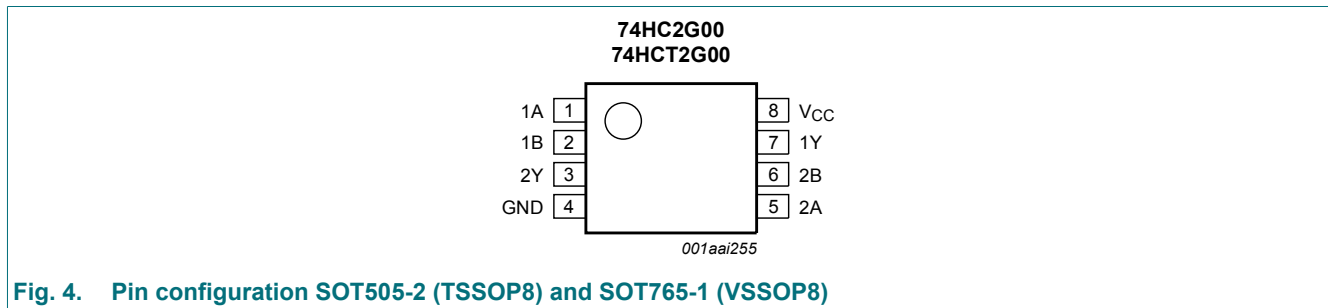 74HC2G00
74HCT2G00
1A 1 8 VCC
1B 2 7 1Y
2Y 3 6 2B
GND 4 5 2A
001aai255
Fig. 4. Pin configuration SOT505-2 (TSSOP8) and SOT765-1 (VSSOP8)